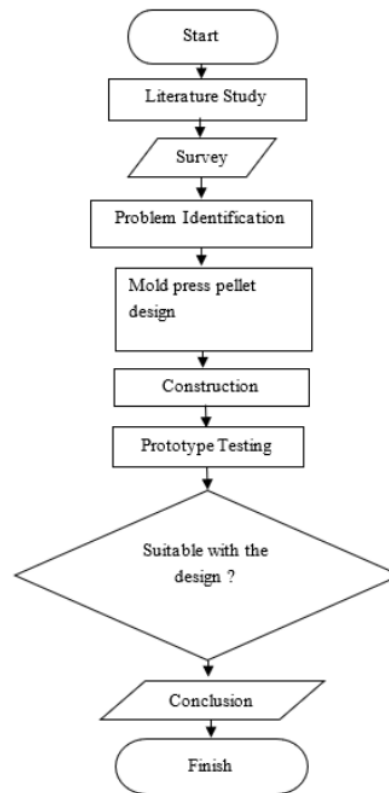 Start
Literature Study
Survey
Problem Identification
Mold press pellet
design
Construction
Prototype Testing
Suitable with the
design ?
Conclusion
Finish